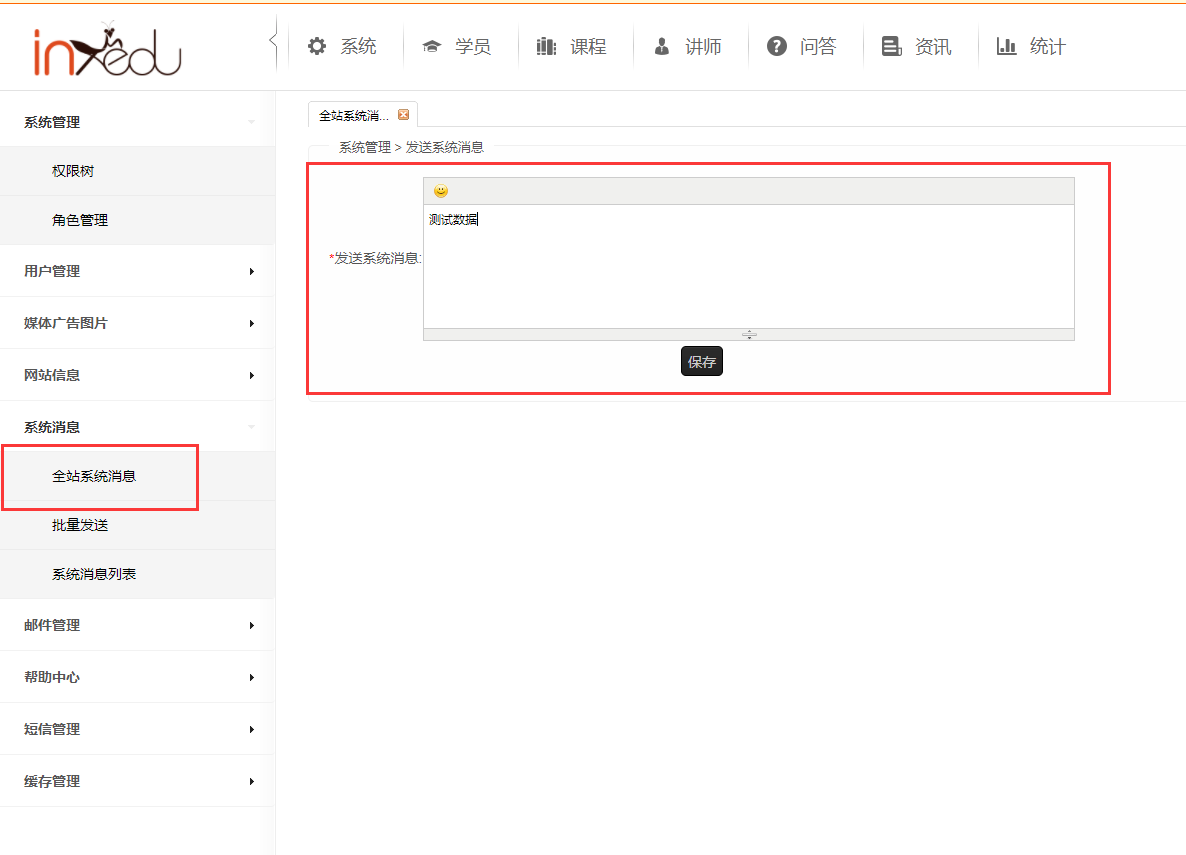 inxedu
系统 学员 课程 讲师 问答 资讯 统计
系统管理
权限树
角色管理
用户管理
媒体广告图片
网站信息
系统消息
全站系统消息
批量发送
系统消息列表
邮件管理
帮助中心
短信管理
缓存管理
全站系统消...
系统管理 > 发送系统消息
*发送系统消息:
测试数据
保存